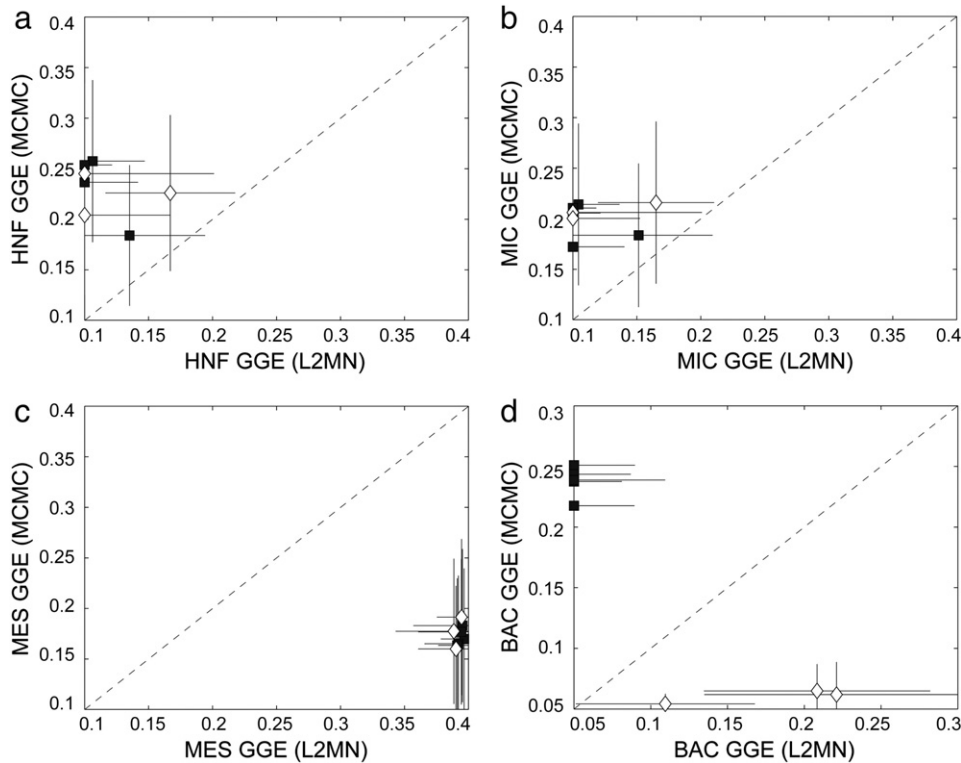 a
b
0.4
0.35
0.3
0.25
0.2
0.15
0.1
HNF GGE (MCMC)
0.1 0.15 0.2 0.25 0.3 0.35 0.4
HNF GGE (L2MN)
0.4
0.35
0.3
0.25
0.2
0.15
0.1
MIC GGE (MCMC)
0.1 0.15 0.2 0.25 0.3 0.35 0.4
MIC GGE (L2MN)
c
d
0.4
0.35
0.3
0.25
0.2
0.15
0.1
MES GGE (MCMC)
0.1 0.15 0.2 0.25 0.3 0.35 0.4
MES GGE (L2MN)
0.3
0.25
0.2
0.15
0.1
0.05
BAC GGE (MCMC)
0.05 0.1 0.15 0.2 0.25 0.3
BAC GGE (L2MN)